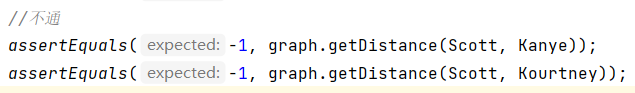 //不通
assertEquals( expected: -1, graph.getDistance(Scott, Kanye));
assertEquals( expected: -1, graph.getDistance(Scott, Kourtney));